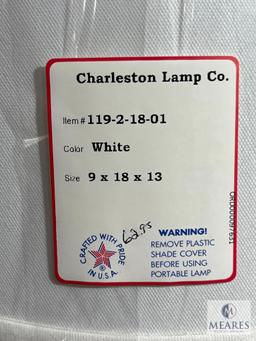 Charleston Lamp Co.
Item # 119-2-18-01
Color White
Size 9 x 18 x 13
62.95
CRAFTED WITH PRIDE
IN U.S.A.
®
WARNING!
REMOVE PLASTIC
SHADE COVER
BEFORE USING
PORTABLE LAMP
MEARES